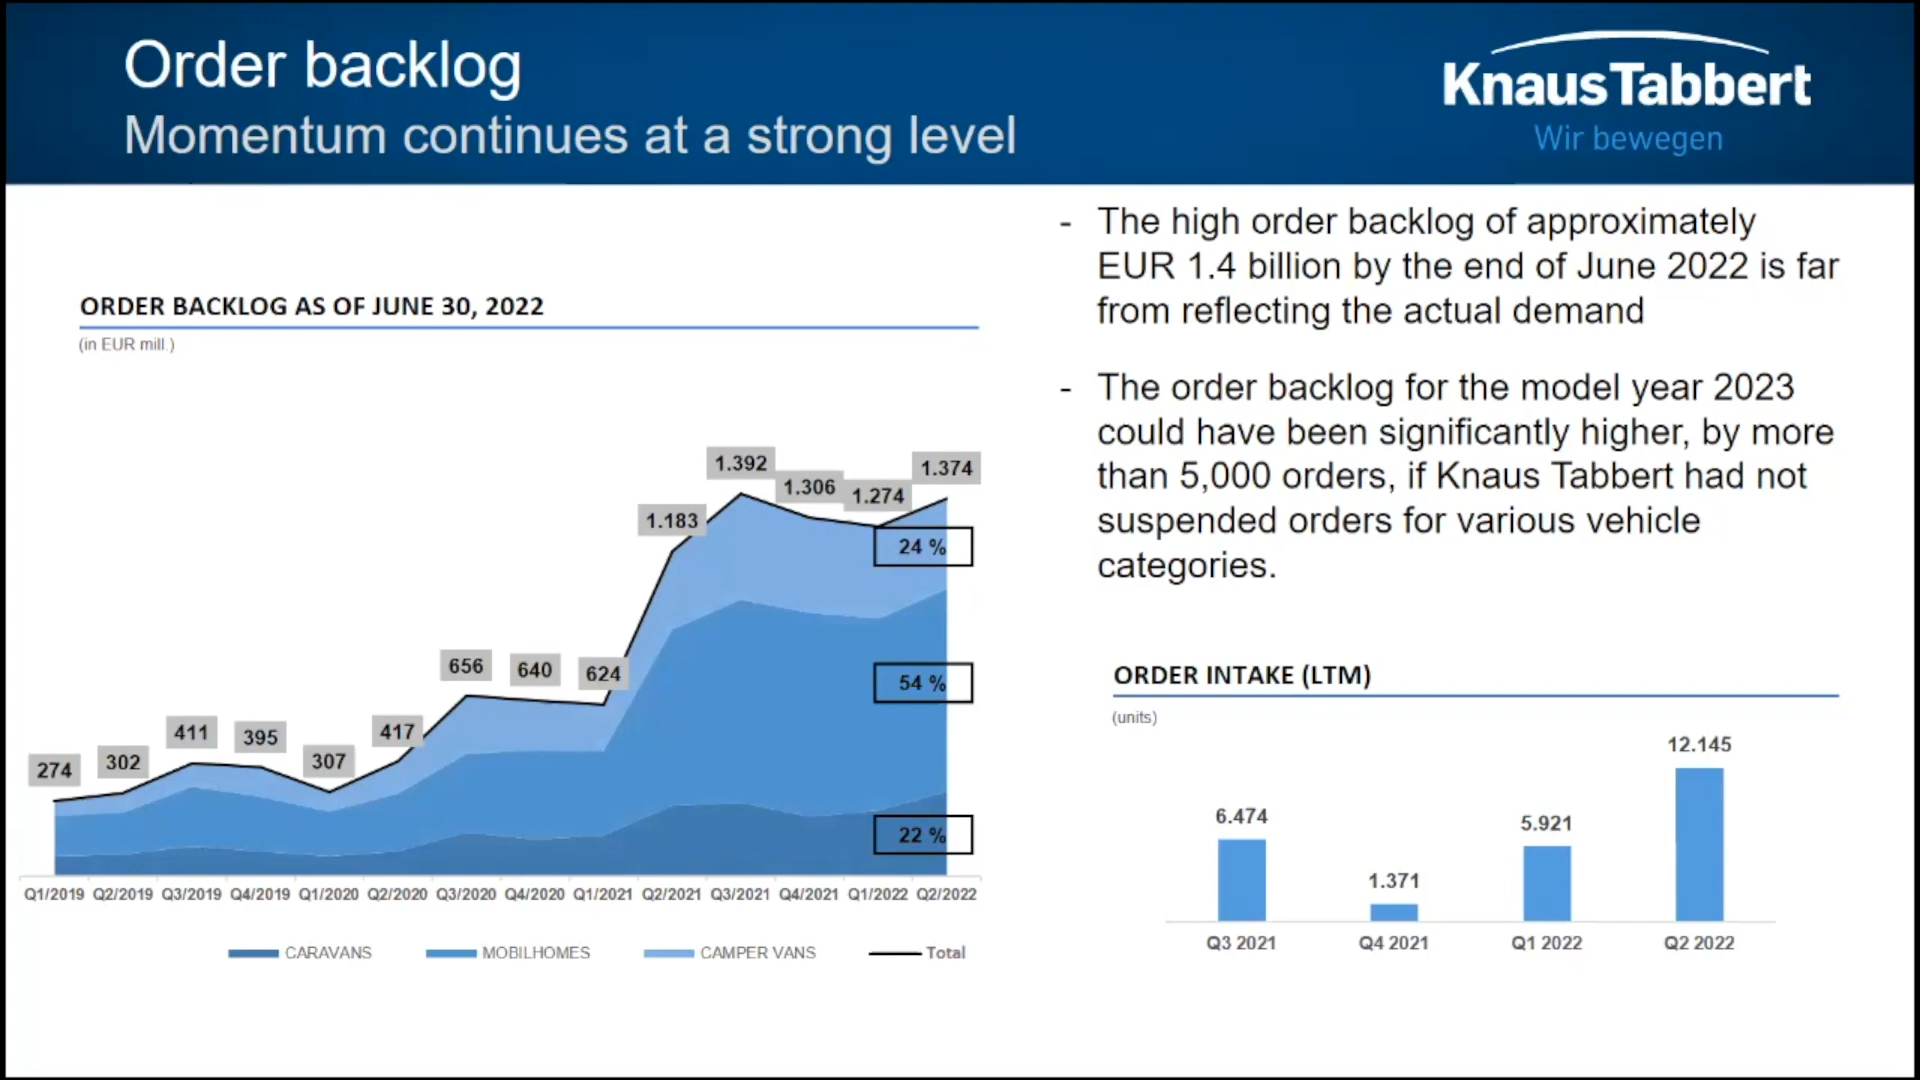 Order backlog
Momentum continues at a strong level
KnausTabbert
Wir bewegen
ORDER BACKLOG AS OF JUNE 30, 2022
(in EUR mill.)
274
302
411
395
307
417
656
640
624
1.183
1.392
1.306
1.274
1.374
24 %
54 %
22 %
Q1/2019 Q2/2019 Q3/2019 Q4/2019 Q1/2020 Q2/2020 Q3/2020 Q4/2020 Q1/2021 Q2/2021 Q3/2021 Q4/2021 Q1/2022 Q2/2022
CARAVANS MOBILHOMES CAMPER VANS Total
- The high order backlog of approximately
EUR 1.4 billion by the end of June 2022 is far
from reflecting the actual demand
- The order backlog for the model year 2023
could have been significantly higher, by more
than 5,000 orders, if Knaus Tabbert had not
suspended orders for various vehicle
categories.
ORDER INTAKE (LTM)
(units)
6.474
1.371
5.921
12.145
Q3 2021 Q4 2021 Q1 2022 Q2 2022